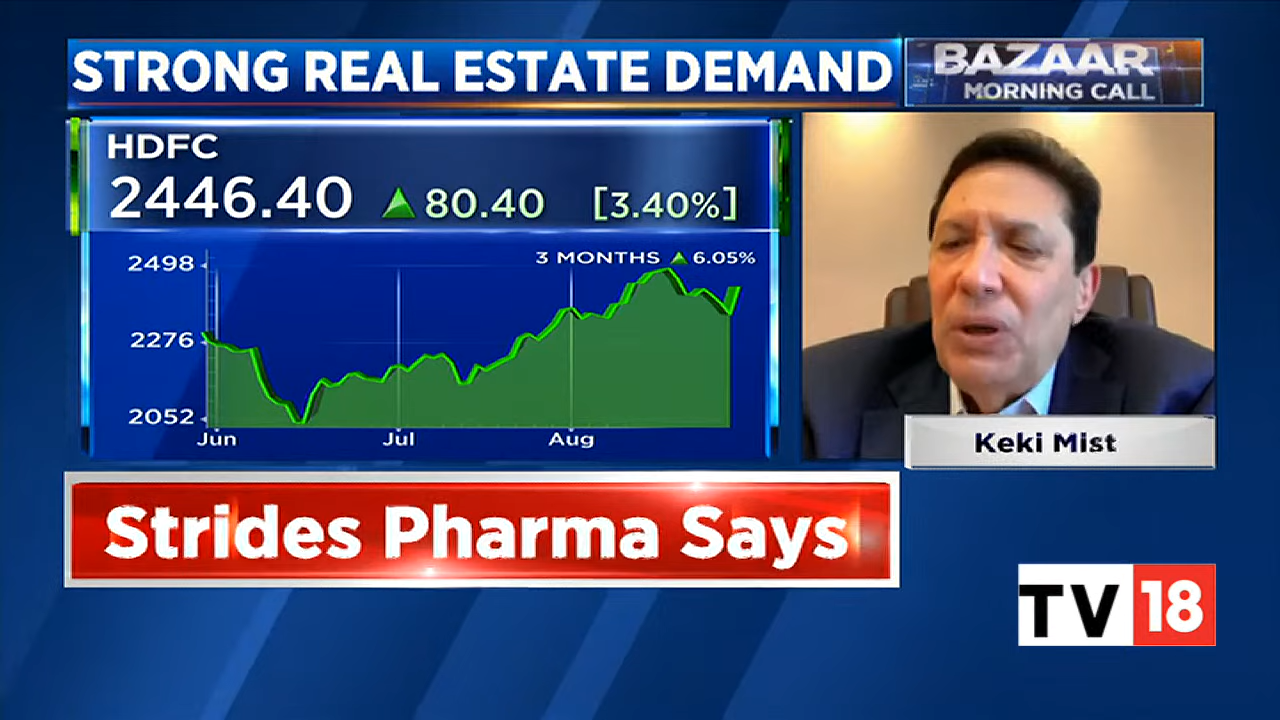 STRONG REAL ESTATE DEMAND
BAZAAR
MORNING CALL
HDFC
2446.40 ▲ 80.40 [3.40%]
3 MONTHS ▲ 6.05%
2498
2276
2052
Jun Jul Aug
Keki Mist
Strides Pharma Says
TV18